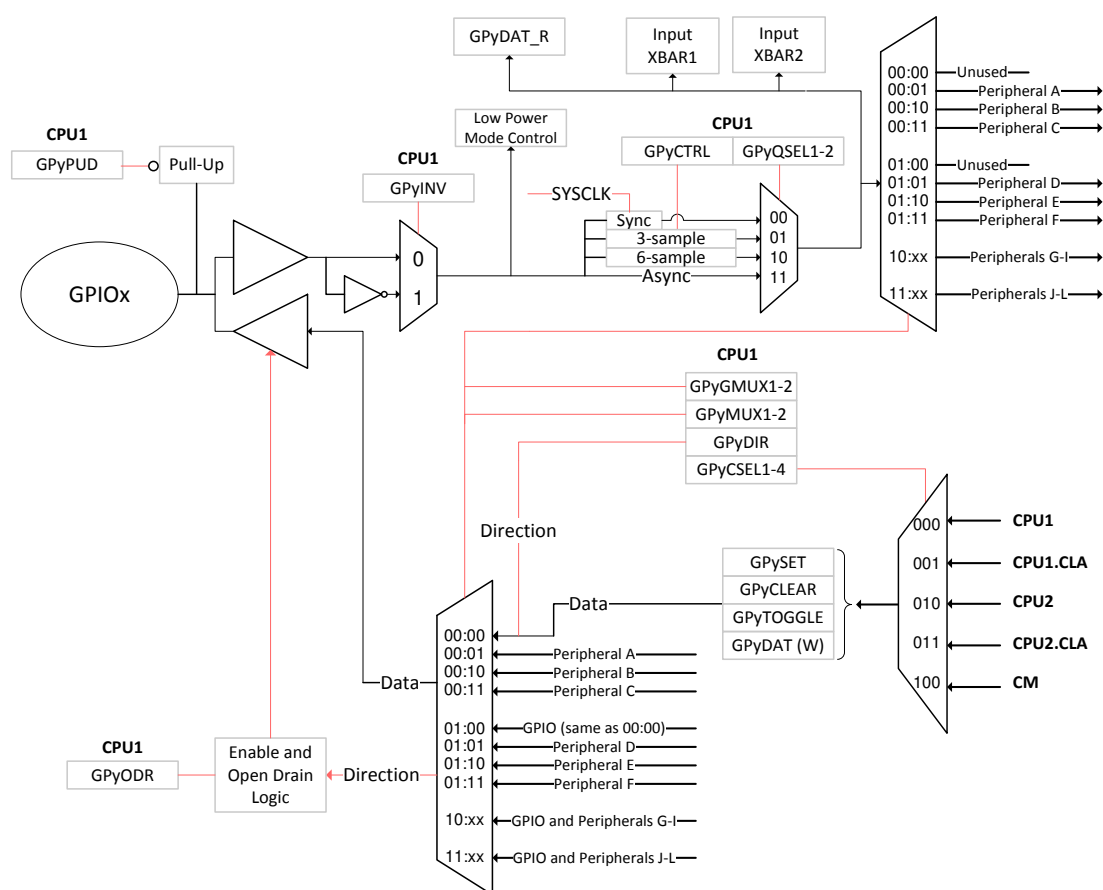 GPyDAT_R
Input
XBAR1
Input
XBAR2
00:00 Unused
00:01 Peripheral A
00:10 Peripheral B
00:11 Peripheral C
01:00 Unused
01:01 Peripheral D
01:10 Peripheral E
01:11 Peripheral F
10:xx Peripherals G-I
11:xx Peripherals J-L
CPU1
GPyPUD
Pull-Up
CPU1
GPyINV
Low Power
Mode Control
CPU1
GPyCTRL
GPyQSEL1-2
SYSCLK
Sync
3-sample
6-sample
Async
00
01
10
11
0
1
GPIOx
CPU1
GPyGMUX1-2
GPyMUX1-2
GPyDIR
GPyCSEL1-4
Direction
000 CPU1
001 CPU1.CLA
010 CPU2
011 CPU2.CLA
100 CM
GPySET
GPyCLEAR
GPyTOGGLE
GPyDAT (W)
Data
00:00
00:01 Peripheral A
00:10 Peripheral B
00:11 Peripheral C
01:00 GPIO (same as 00:00)
01:01 Peripheral D
01:10 Peripheral E
01:11 Peripheral F
10:xx GPIO and Peripherals G-I
11:xx GPIO and Peripherals J-L
Data
CPU1
GPyODR
Enable and
Open Drain
Logic
Direction